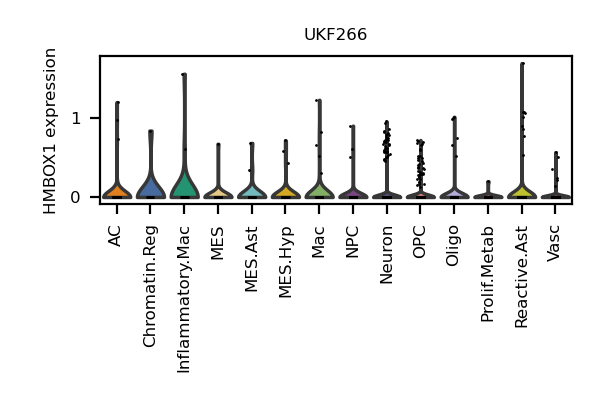 UKF266
HMBOX1 expression
1
0
AC
Chromatin.Reg
Inflammatory.Mac
MES
MES.Ast
MES.Hyp
Mac
NPC
Neuron
OPC
Oligo
Prolif.Metab
Reactive.Ast
Vasc